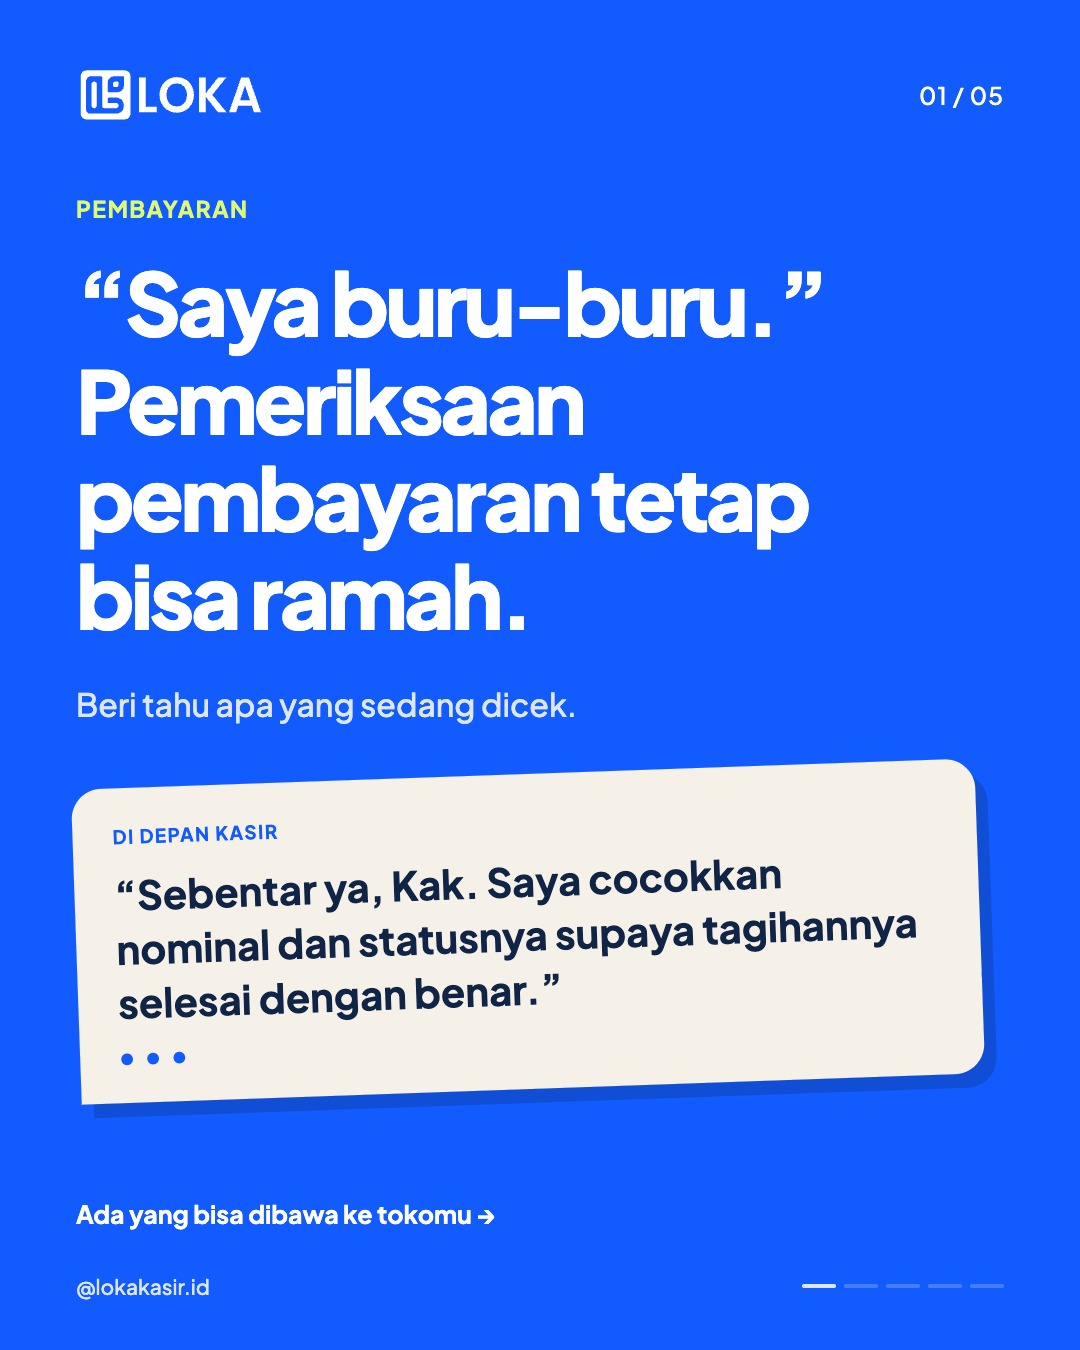 LOKA
01 / 05
PEMBAYARAN
“Saya buru-buru.”
Pemeriksaan
pembayaran tetap
bisa ramah.
Beri tahu apa yang sedang dicek.
DI DEPAN KASIR
“Sebentar ya, Kak. Saya cocokkan
nominal dan statusnya supaya tagihannya
selesai dengan benar.”
Ada yang bisa dibawa ke tokomu →
@lokakasir.id